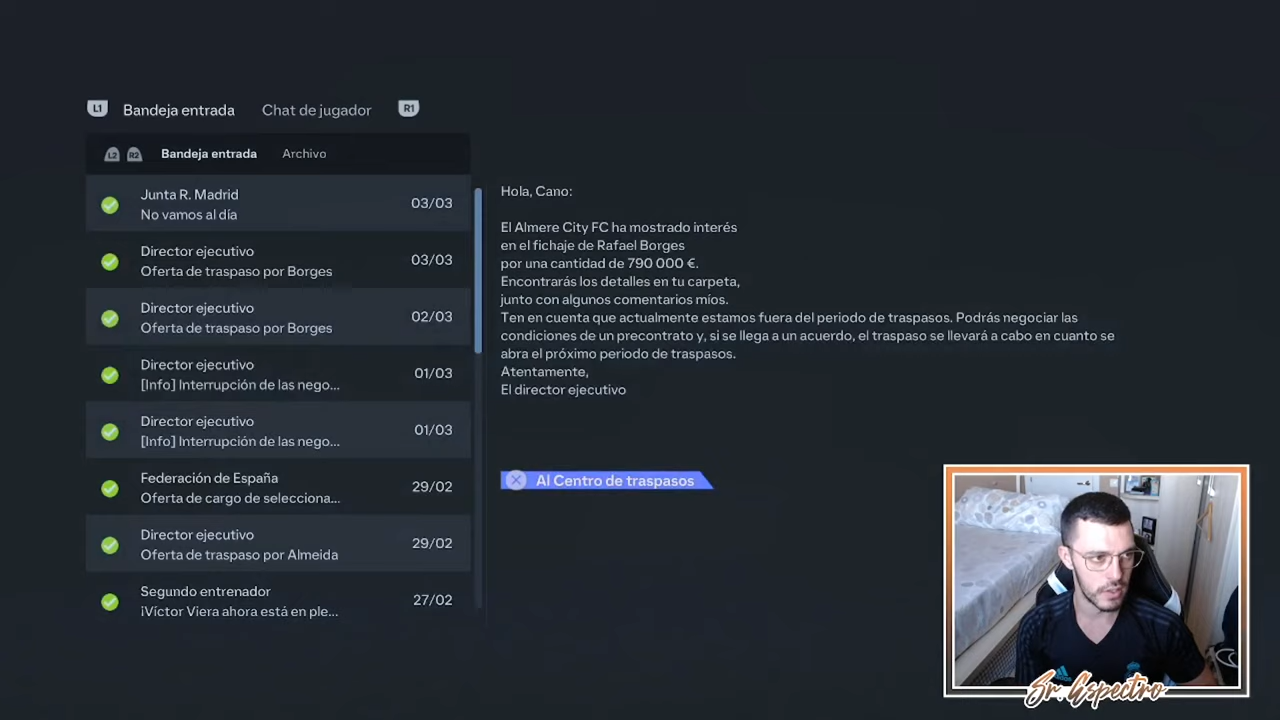 L1 Bandeja entrada Chat de jugador R1
L2 R2 Bandeja entrada Archivo
Junta R. Madrid
No vamos al día
03/03
Director ejecutivo
Oferta de traspaso por Borges
03/03
Director ejecutivo
Oferta de traspaso por Borges
02/03
Director ejecutivo
[Info] Interrupción de las nego...
01/03
Director ejecutivo
[Info] Interrupción de las nego...
01/03
Federación de España
Oferta de cargo de selecciona...
29/02
Director ejecutivo
Oferta de traspaso por Almeida
29/02
Segundo entrenador
¡Víctor Viera ahora está en ple...
27/02
Hola, Cano:
El Almere City FC ha mostrado interés
en el fichaje de Rafael Borges
por una cantidad de 790 000 €.
Encontrarás los detalles en tu carpeta,
junto con algunos comentarios míos.
Ten en cuenta que actualmente estamos fuera del periodo de traspasos. Podrás negociar las
condiciones de un precontrato y, si se llega a un acuerdo, el traspaso se llevará a cabo en cuanto se
abra el próximo periodo de traspasos.
Atentamente,
El director ejecutivo
Al Centro de traspasos
Sr. Espectro